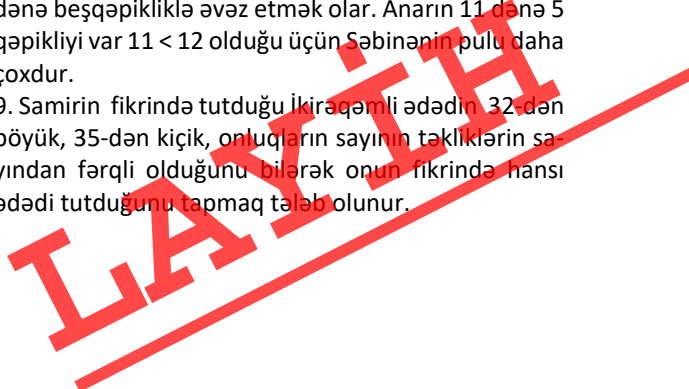 dənə beşqəpikliklə əvəz etmək olar. Anarın 11 dənə 5
qəpikliyi var 11 < 12 olduğu üçün Səbinənin pulu daha
çoxdur.
9. Samirin fikrində tutduğu İkirəqəmli ədədin 32-dən
böyük, 35-dən kiçik, onluqların sayının təkliklərin sa-
yından fərqli olduğunu bilərək onun fikrində hansı
ədədi tutduğunu tapmaq tələb olunur.
LAYİH